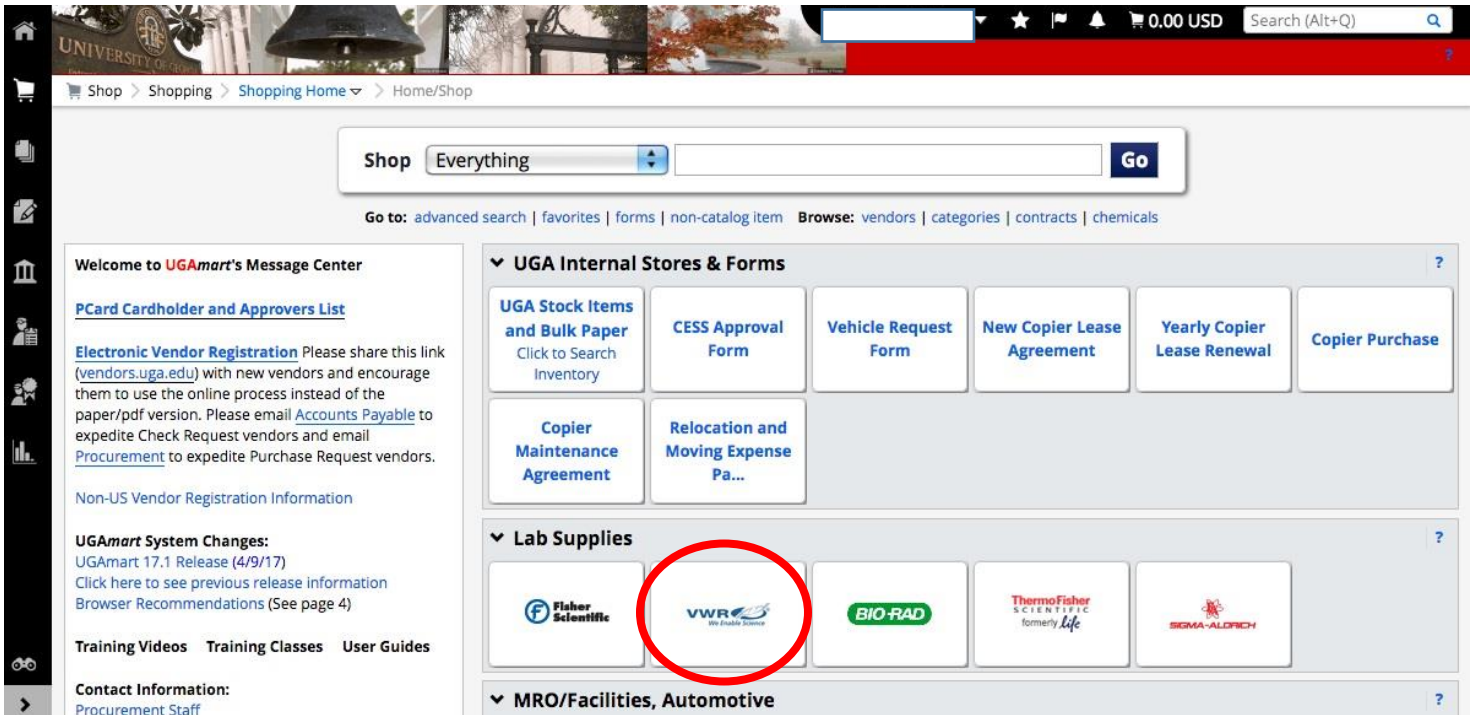 UNIVERSITY OF GEORGIA
0.00 USD
Search (Alt+Q)
?
Shop > Shopping > Shopping Home > Home/Shop
Shop Everything Go
Go to: advanced search | favorites | forms | non-catalog item Browse: vendors | categories | contracts | chemicals
Welcome to UGAmart's Message Center
PCard Cardholder and Approvers List
Electronic Vendor Registration Please share this link
(vendors.uga.edu) with new vendors and encourage
them to use the online process instead of the
paper/pdf version. Please email Accounts Payable to
expedite Check Request vendors and email
Procurement to expedite Purchase Request vendors.
Non-US Vendor Registration Information
UGAmart System Changes:
UGAmart 17.1 Release (4/9/17)
Click here to see previous release information
Browser Recommendations (See page 4)
Training Videos Training Classes User Guides
Contact Information:
Procurement Staff
UGA Internal Stores & Forms ?
UGA Stock Items
and Bulk Paper
Click to Search
Inventory
CESS Approval
Form
Vehicle Request
Form
New Copier Lease
Agreement
Yearly Copier
Lease Renewal
Copier Purchase
Copier
Maintenance
Agreement
Relocation and
Moving Expense
Pa...
Lab Supplies ?
Fisher
Scientific
VWR
We Enable Science
BIO-RAD
ThermoFisher
SCIENTIFIC
formerly life
SIGMA-ALDRICH
MRO/Facilities, Automotive ?